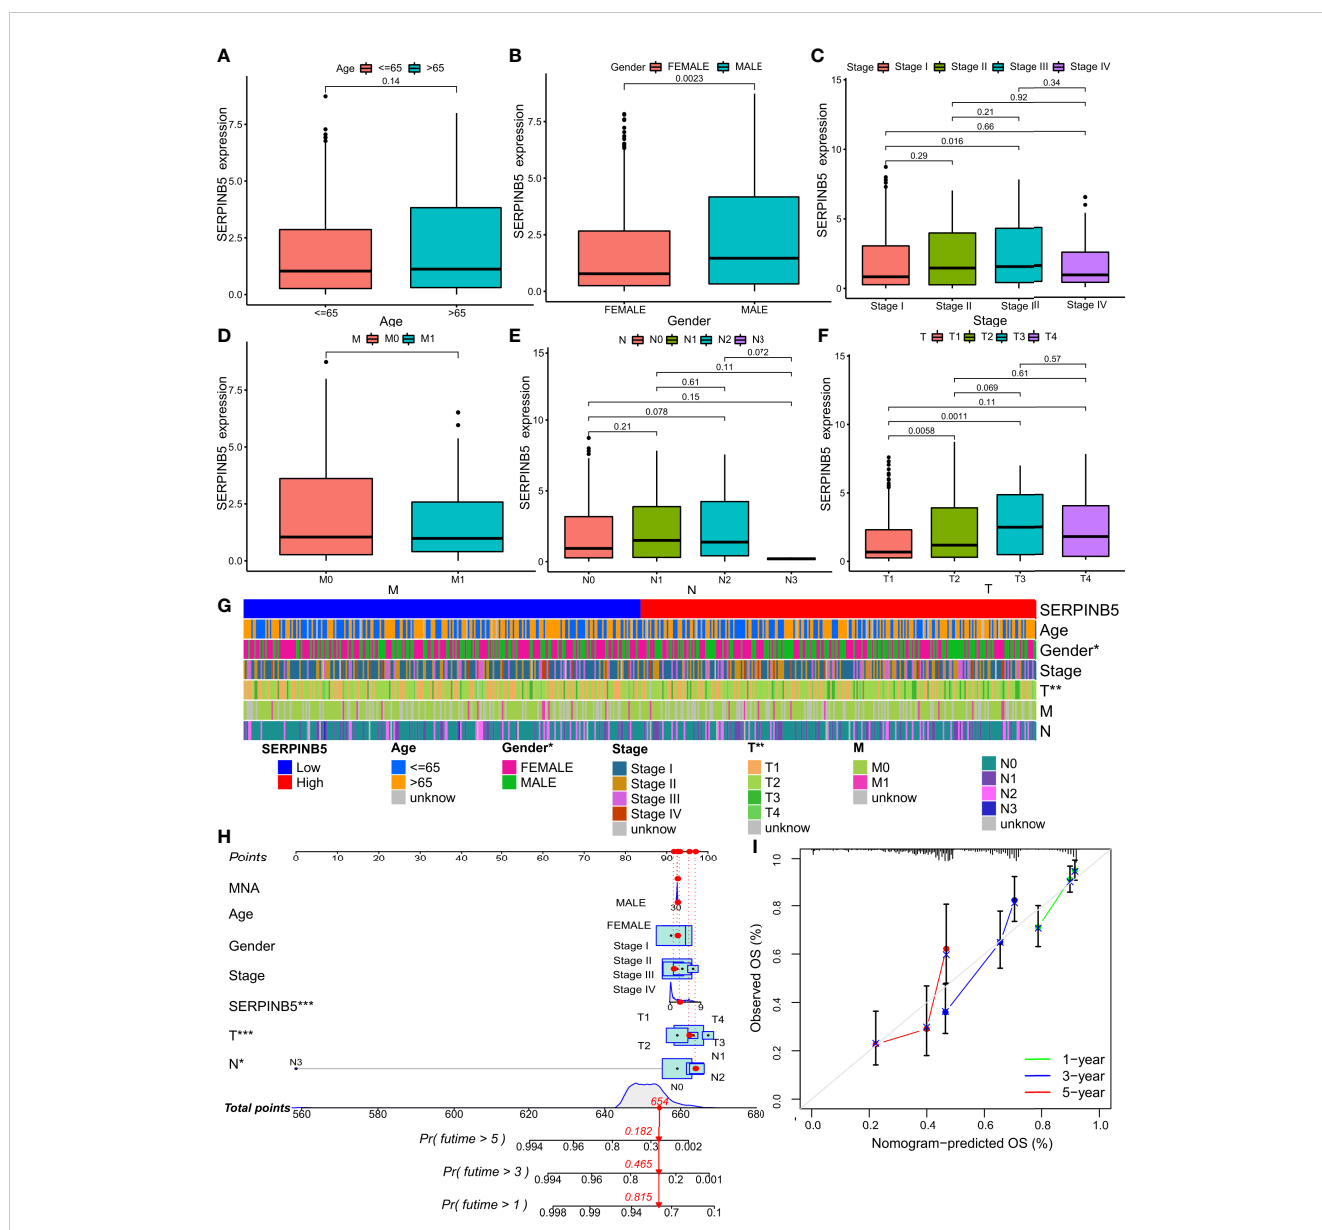 A
Age <=65 >65
0.14
SERPINB5 expression
7.5
5.0
2.5
0.0
<=65 >65
Age
B
Gender FEMALE MALE
0.0023
SERPINB5 expression
7.5
5.0
2.5
0.0
FEMALE MALE
Gender
C
Stage Stage I Stage II Stage III Stage IV
0.34
0.92
0.21
0.66
0.016
0.29
SERPINB5 expression
15
10
5
0
Stage I Stage II Stage III Stage IV
Stage
D
M M0 M1
SERPINB5 expression
7.5
5.0
2.5
0.0
M0 M1
M
E
N N0 N1 N2 N3
0.072
0.11
0.61
0.15
0.078
0.21
SERPINB5 expression
15
10
5
0
N0 N1 N2 N3
N
F
T T1 T2 T3 T4
0.57
0.61
0.069
0.11
0.0011
0.0058
SERPINB5 expression
15
10
5
0
T1 T2 T3 T4
T
G
SERPINB5
Age
Gender*
Stage
T**
M
N
SERPINB5
Low
High
Age
<=65
>65
unknow
Gender*
FEMALE
MALE
Stage
Stage I
Stage II
Stage III
Stage IV
unknow
T**
T1
T2
T3
T4
unknow
M
M0
M1
unknow
N0
N1
N2
N3
unknow
H
Points 0 10 20 30 40 50 60 70 80 90 100
MNA
MALE
30
Age
FEMALE
Gender
Stage I
Stage II
Stage
Stage III
Stage IV
0 9
SERPINB5***
T1 T4
T***
T2 T3
N1
N*
N3
N2
N0
Total points
654
560 580 600 620 640 660 680
Pr( futime > 5 )
0.182
0.994 0.96 0.8 0.3 0.002
Pr( futime > 3 )
0.465
0.994 0.96 0.8 0.2 0.001
Pr( futime > 1 )
0.815
0.998 0.99 0.94 0.7 0.1
I
Observed OS (%)
1.0
0.8
0.6
0.4
0.2
0.0
1−year
3−year
5−year
0.0 0.2 0.4 0.6 0.8 1.0
Nomogram−predicted OS (%)